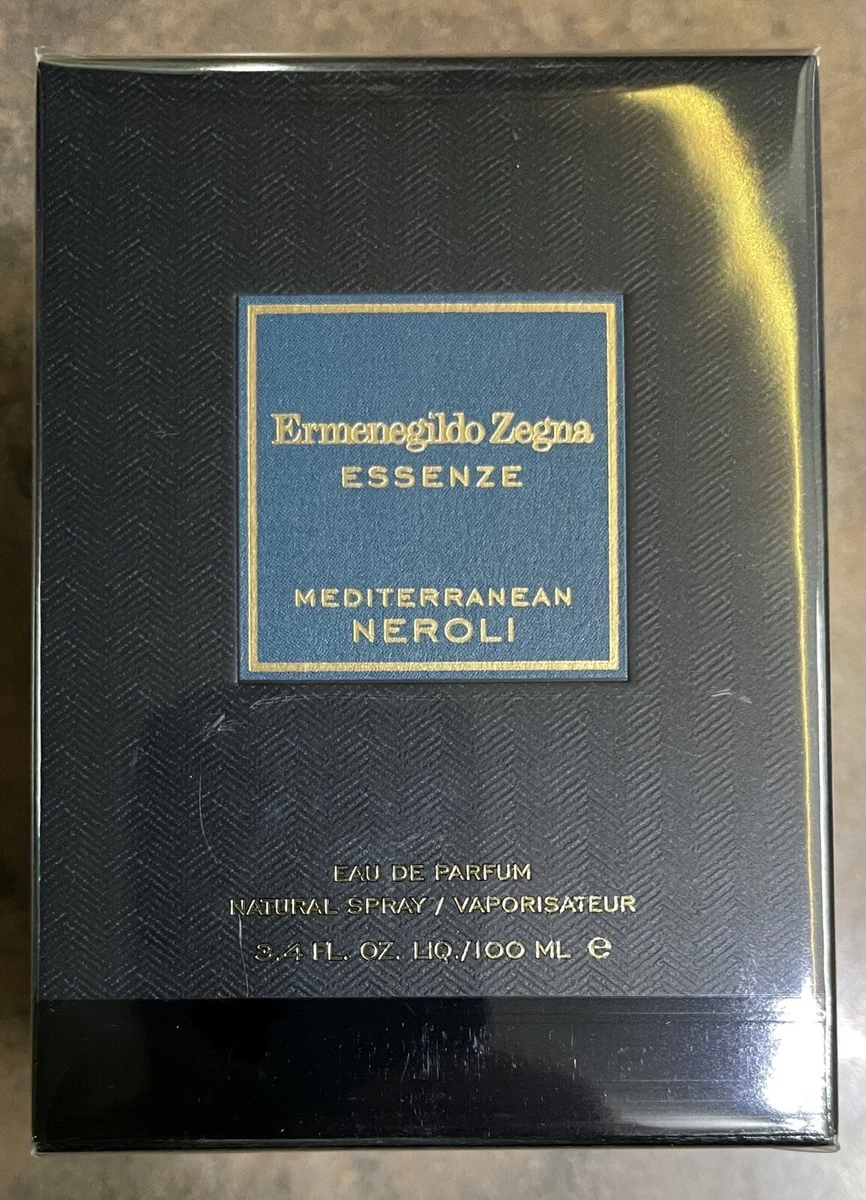 Ermenegildo Zegna
ESSENZE
MEDITERRANEAN
NEROLI
EAU DE PARFUM
NATURAL SPRAY / VAPORISATEUR
3.4 FL. OZ. LIQ./100 ML ℮